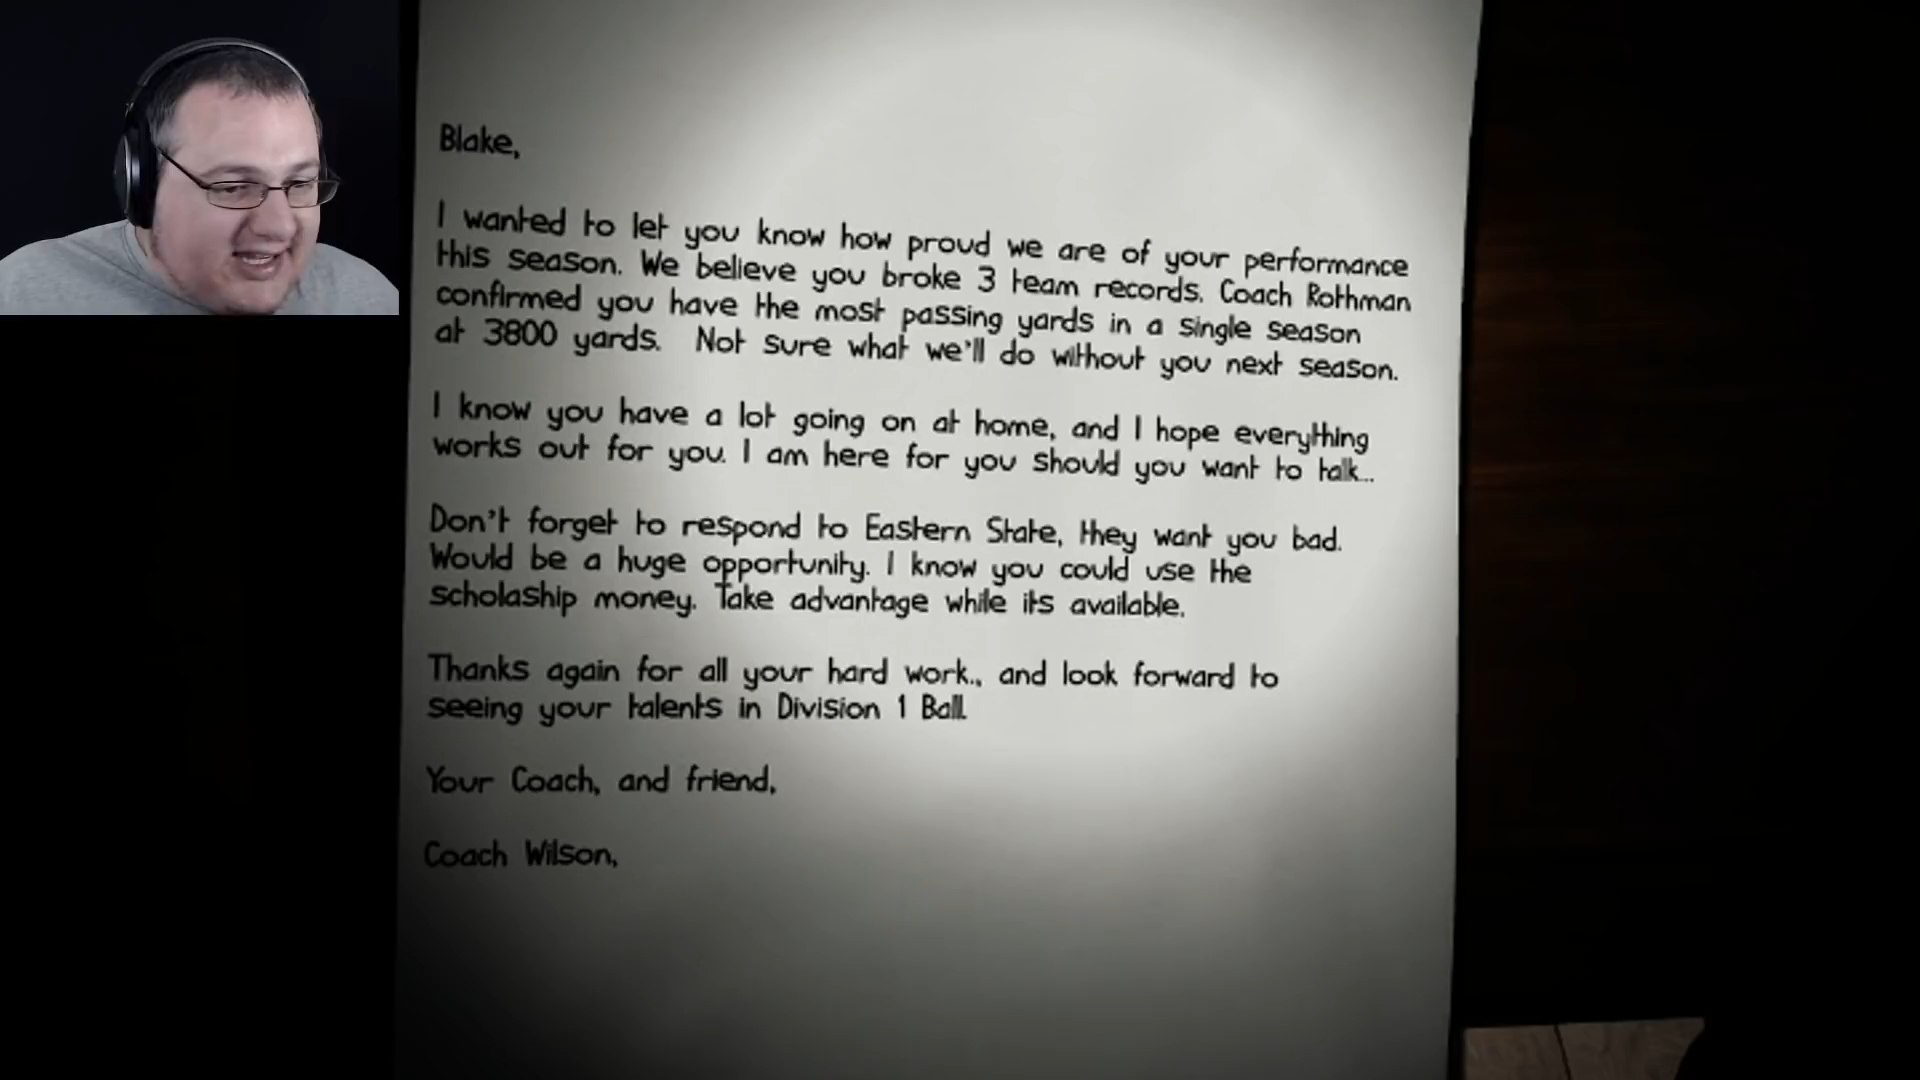 Blake,
I wanted to let you know how proud we are of your performance
this season. We believe you broke 3 team records. Coach Rothman
confirmed you have the most passing yards in a single season
at 3800 yards. Not sure what we'll do without you next season.
I know you have a lot going on at home, and I hope everything
works out for you. I am here for you should you want to talk...
Don't forget to respond to Eastern State, they want you bad.
Would be a huge opportunity. I know you could use the
scholaship money. Take advantage while its available.
Thanks again for all your hard work., and look forward to
seeing your talents in Division 1 Ball.
Your Coach, and friend,
Coach Wilson,